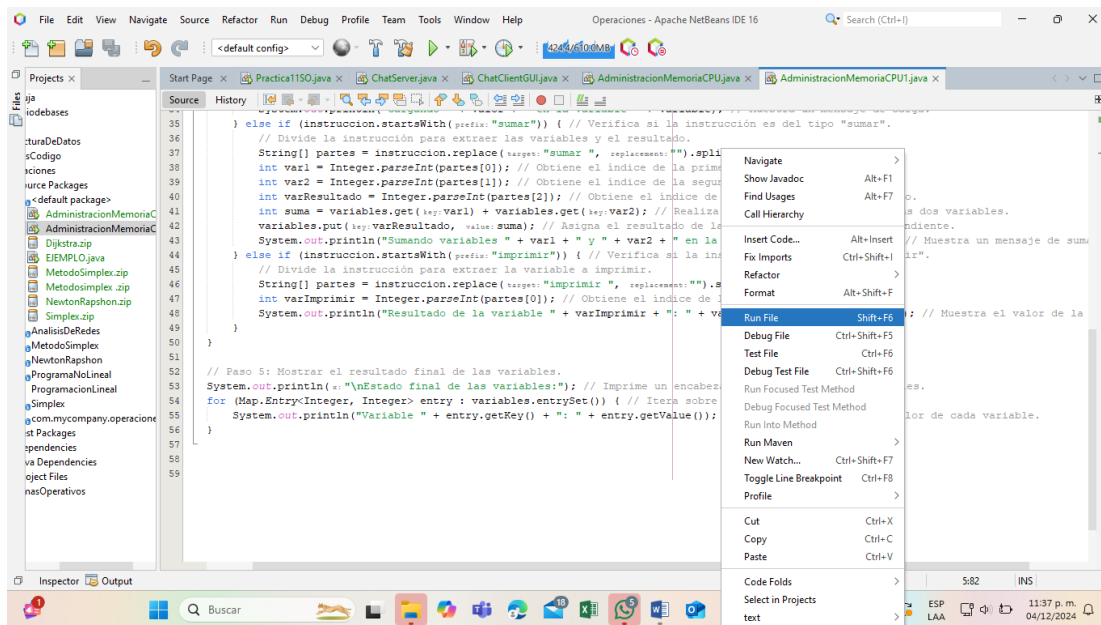 File Edit View Navigate Source Refactor Run Debug Profile Team Tools Window Help Operaciones - Apache NetBeans IDE 16 Search (Ctrl+I)
<default config> 424.4/610.0MB
Projects Start Page Practica11SO.java ChatServer.java ChatClientGUI.java AdministracionMemoriaCPU.java AdministracionMemoriaCPU1.java
Files
Source History
ija
iodebases
turaDeDatos
sCodigo
aciones
urce Packages
<default package>
AdministracionMemoriaC
AdministracionMemoriaC
Dijkstra.zip
EJEMPLO.java
MetodoSimplex.zip
Metodosimplex .zip
NewtonRapshon.zip
Simplex.zip
AnalisisDeRedes
MetodoSimplex
NewtonRapshon
ProgramaNoLineal
ProgramacionLineal
Simplex
com.mycompany.operacione
st Packages
ependencies
va Dependencies
oject Files
nasOperativos
35 } else if (instruccion.startsWith( prefix: "sumar")) { // Verifica si la instrucción es del tipo "sumar".
36 // Divide la instrucción para extraer las variables y el resultado.
37 String[] partes = instruccion.replace( target: "sumar ", replacement: "").spli
38 int var1 = Integer.parseInt(partes[0]); // Obtiene el índice de la prime
39 int var2 = Integer.parseInt(partes[1]); // Obtiene el índice de la segun
40 int varResultado = Integer.parseInt(partes[2]); // Obtiene el índice de o.
41 int suma = variables.get( key: var1) + variables.get( key: var2); // Realiza s dos variables.
42 variables.put( key: varResultado, value: suma); // Asigna el resultado de la ndiente.
43 System.out.println("Sumando variables " + var1 + " y " + var2 + " en la // Muestra un mensaje de suma
44 } else if (instruccion.startsWith( prefix: "imprimir")) { // Verifica si la ins ir".
45 // Divide la instrucción para extraer la variable a imprimir.
46 String[] partes = instruccion.replace( target: "imprimir ", replacement: "").s
47 int varImprimir = Integer.parseInt(partes[0]); // Obtiene el índice de l
48 System.out.println("Resultado de la variable " + varImprimir + ": " + va ; // Muestra el valor de la
49 }
50 }
51
52 // Paso 5: Mostrar el resultado final de las variables.
53 System.out.println( x: "\nEstado final de las variables:"); // Imprime un encabeza es.
54 for (Map.Entry<Integer, Integer> entry : variables.entrySet()) { // Itera sobre
55 System.out.println("Variable " + entry.getKey() + ": " + entry.getValue()); lor de cada variable.
56 }
57
58
59
Navigate
Show Javadoc Alt+F1
Find Usages Alt+F7
Call Hierarchy
Insert Code... Alt+Insert
Fix Imports Ctrl+Shift+I
Refactor
Format Alt+Shift+F
Run File Shift+F6
Debug File Ctrl+Shift+F5
Test File Ctrl+F6
Debug Test File Ctrl+Shift+F6
Run Focused Test Method
Debug Focused Test Method
Run Into Method
Run Maven
New Watch... Ctrl+Shift+F7
Toggle Line Breakpoint Ctrl+F8
Profile
Cut Ctrl+X
Copy Ctrl+C
Paste Ctrl+V
Code Folds
Select in Projects
text
Inspector Output 5:82 INS
Buscar 18 5 ESP LAA 11:37 p. m. 04/12/2024